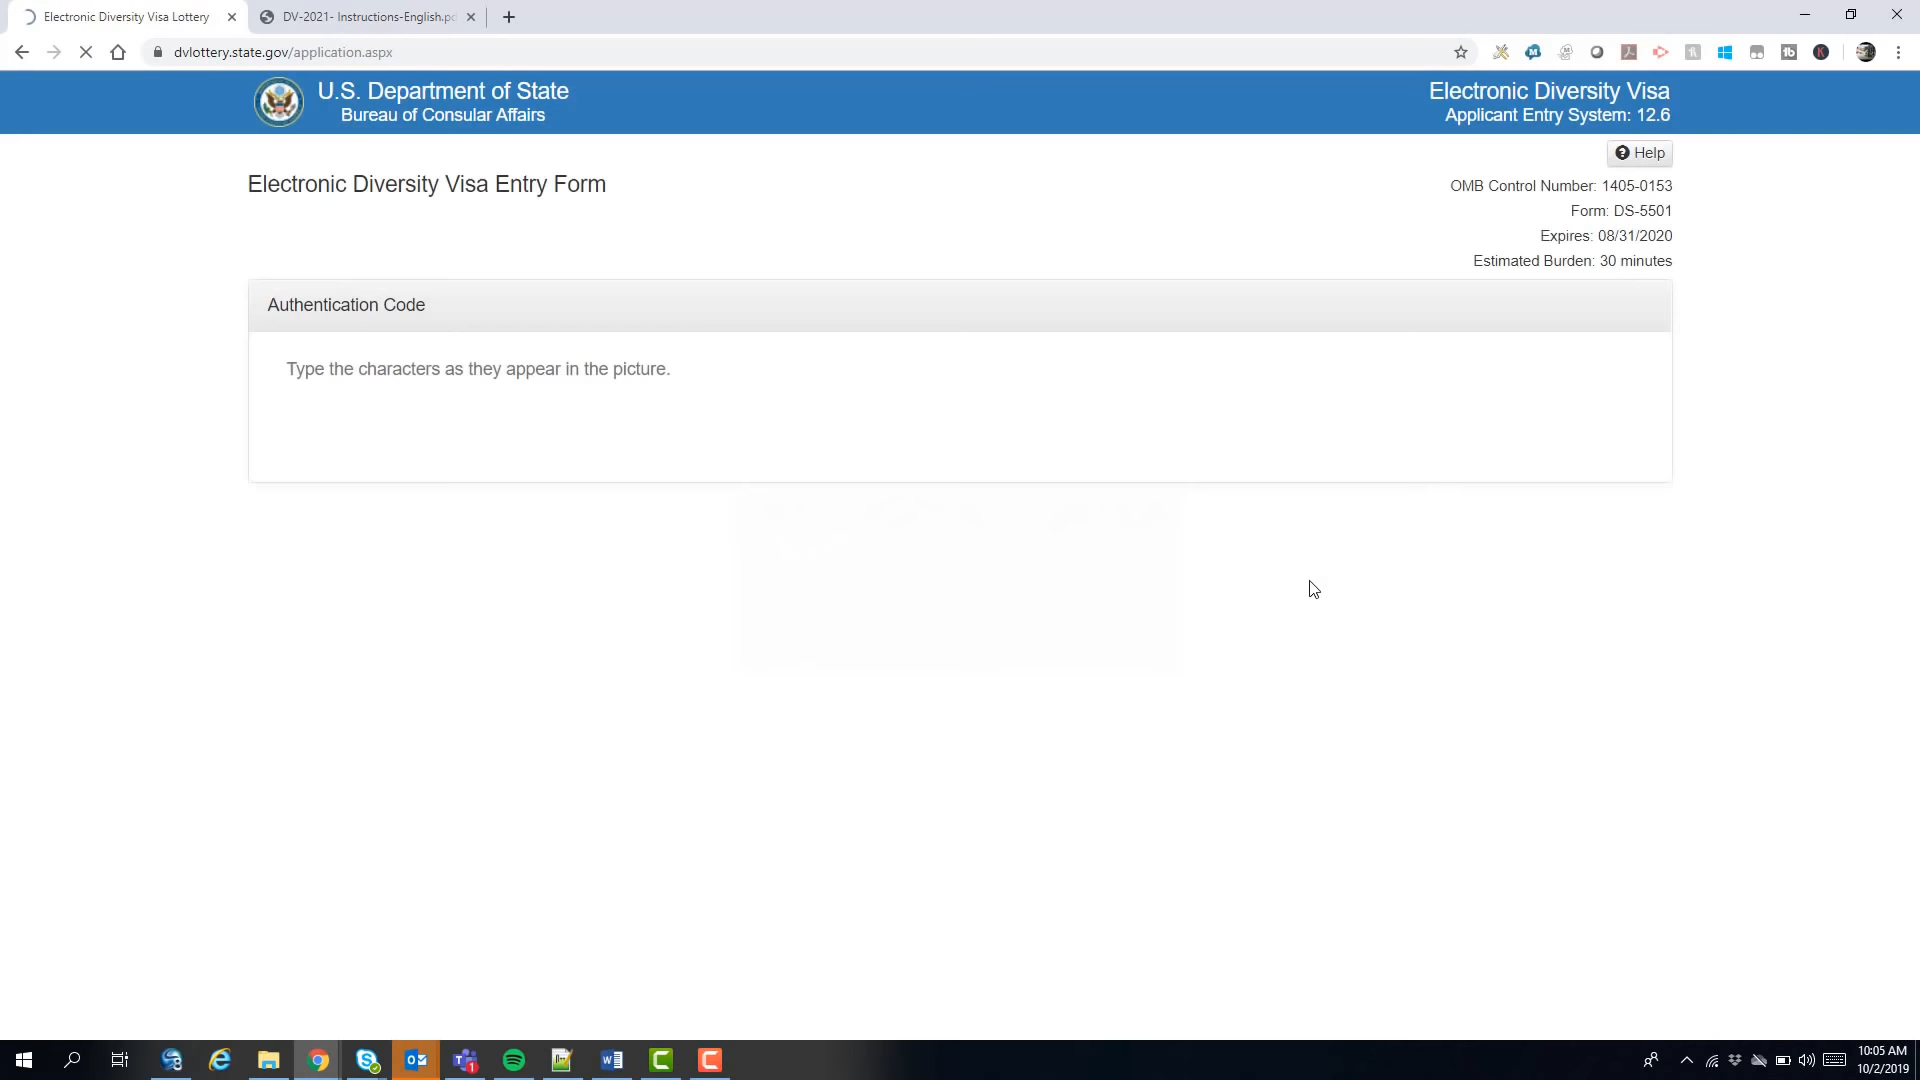 Electronic Diversity Visa Lottery
DV-2021- Instructions-English.pd
dvlottery.state.gov/application.aspx
U.S. Department of State
Bureau of Consular Affairs
Electronic Diversity Visa
Applicant Entry System: 12.6
Help
Electronic Diversity Visa Entry Form
OMB Control Number: 1405-0153
Form: DS-5501
Expires: 08/31/2020
Estimated Burden: 30 minutes
Authentication Code
Type the characters as they appear in the picture.
10:05 AM
10/2/2019